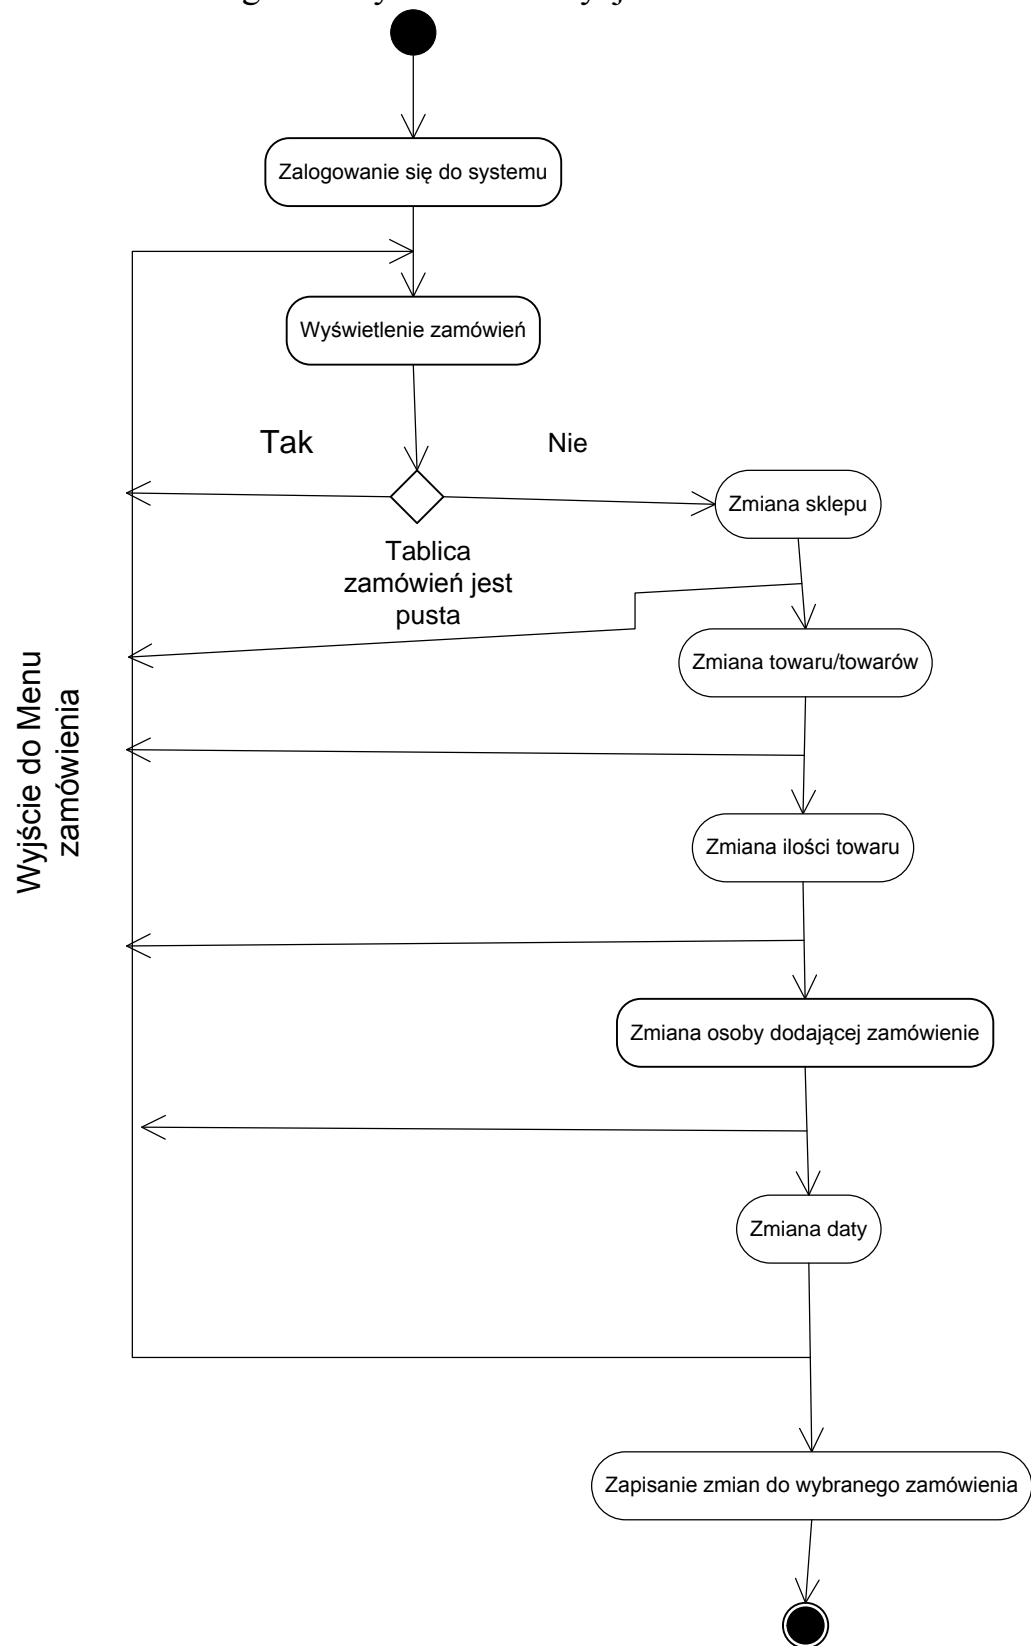 Zalogowanie się do systemu
Wyświetlenie zamówień
Tak
Nie
Zmiana sklepu
Tablica
zamówień jest
pusta
Zmiana towaru/towarów
Wyjście do Menu
zamówienia
Zmiana ilości towaru
Zmiana osoby dodającej zamówienie
Zmiana daty
Zapisanie zmian do wybranego zamówienia